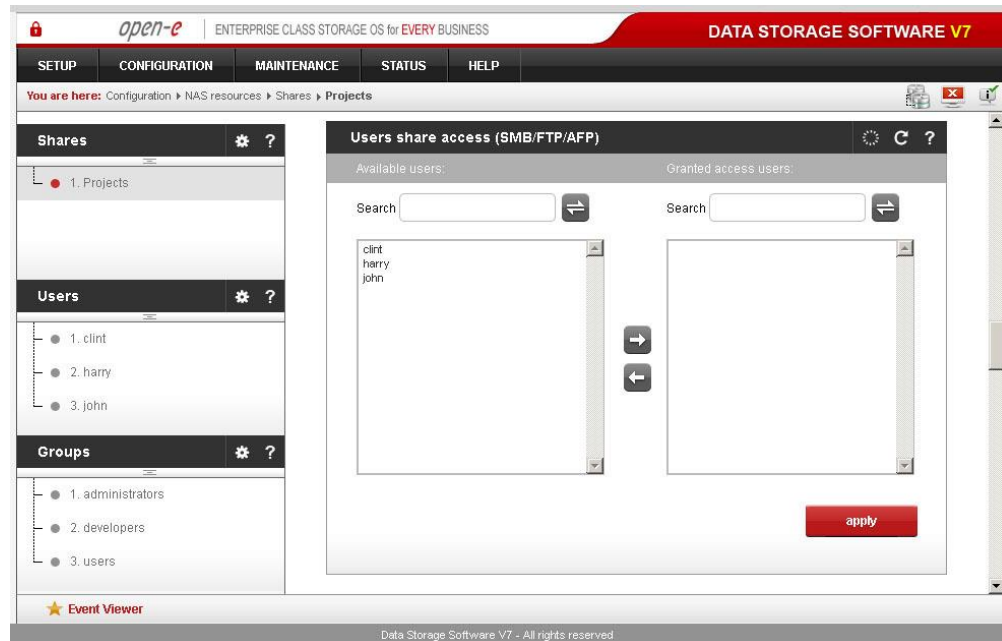 open-e ENTERPRISE CLASS STORAGE OS for EVERY BUSINESS DATA STORAGE SOFTWARE V7
SETUP CONFIGURATION MAINTENANCE STATUS HELP
You are here: Configuration ▸ NAS resources ▸ Shares ▸ Projects
Shares ?
1. Projects
Users ?
1. clint
2. harry
3. john
Groups ?
1. administrators
2. developers
3. users
Users share access (SMB/FTP/AFP) ?
Available users: Granted access users:
Search Search
clint
harry
john
apply
Event Viewer
Data Storage Software V7 - All rights reserved